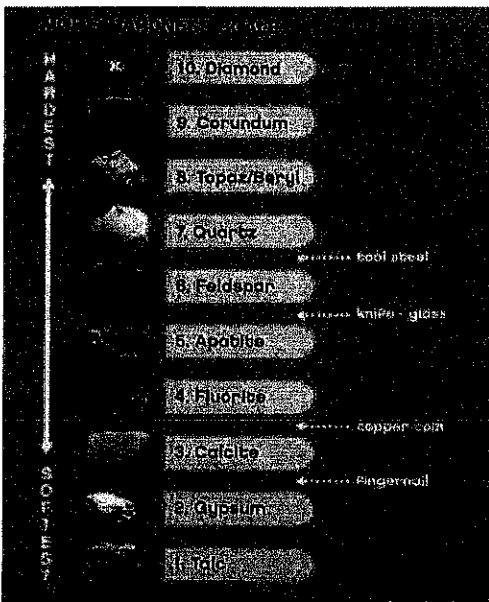 HARDEST
10. Diamond
9. Corundum
8. Topaz/Beryl
7. Quartz
tool steel
6. Feldspar
knife - glass
5. Apatite
4. Fluorite
copper coin
3. Calcite
fingernail
2. Gypsum
1. Talc
SOFTEST